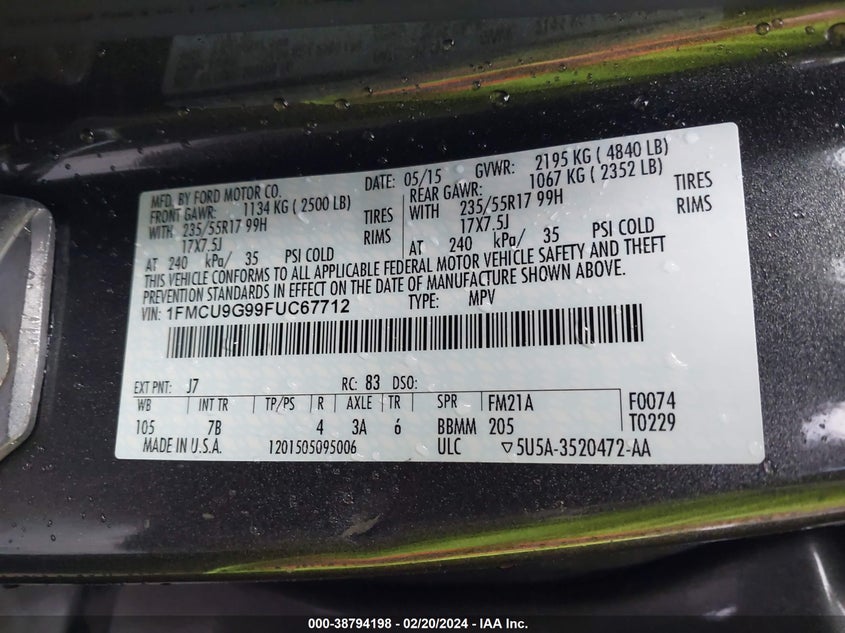 MFD. BY FORD MOTOR CO.
DATE: 05/15 GVWR: 2195 KG ( 4840 LB)
FRONT GAWR: 1134 KG ( 2500 LB)
REAR GAWR: 1067 KG ( 2352 LB)
WITH 235/55R17 99H TIRES
WITH 235/55R17 99H TIRES
17X7.5J RIMS
17X7.5J RIMS
AT 240 kPa/ 35 PSI COLD
AT 240 kPa/ 35 PSI COLD
THIS VEHICLE CONFORMS TO ALL APPLICABLE FEDERAL MOTOR VEHICLE SAFETY AND THEFT
PREVENTION STANDARDS IN EFFECT ON THE DATE OF MANUFACTURE SHOWN ABOVE.
VIN: 1FMCU9G99FUC67712 TYPE: MPV
EXT PNT: J7 RC: 83 DSO:
WB INT TR TP/PS R AXLE TR SPR FM21A F0074
105 7B 4 3A 6 BBMM 205 T0229
MADE IN U.S.A. 1201505095006 ULC ▽5U5A-3520472-AA
000-38794198 - 02/20/2024 - IAA Inc.